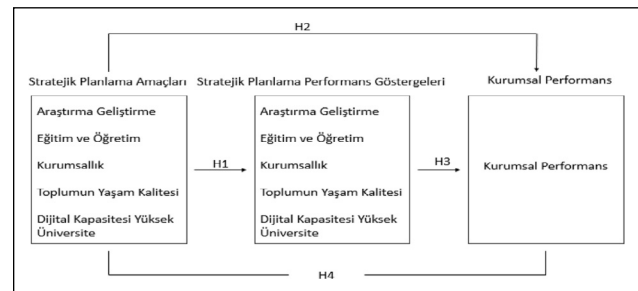 H2
Stratejik Planlama Amaçları
Stratejik Planlama Performans Göstergeleri
Kurumsal Performans
Araştırma Geliştirme
Eğitim ve Öğretim
Kurumsallık
Toplumun Yaşam Kalitesi
Dijital Kapasitesi Yüksek
Üniversite
H1
Araştırma Geliştirme
Eğitim ve Öğretim
Kurumsallık
Toplumun Yaşam Kalitesi
Dijital Kapasitesi Yüksek
Üniversite
H3
Kurumsal Performans
H4